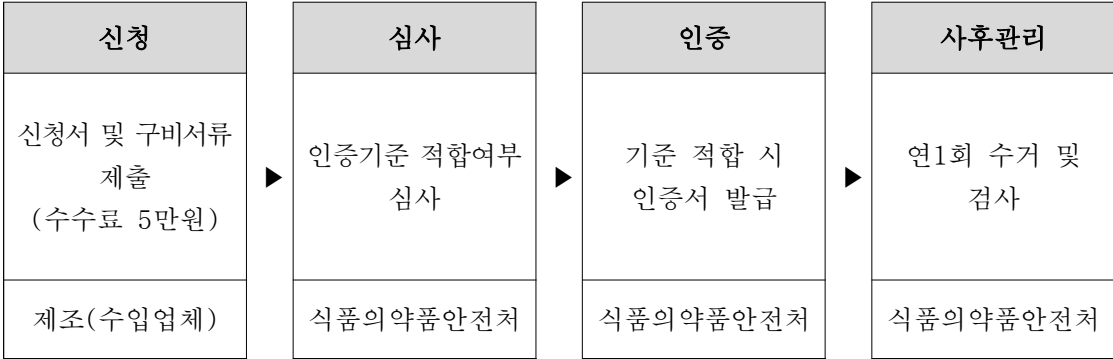 신청
신청서 및 구비서류
제출
(수수료 5만원)
제조(수입업체)
▶
심사
인증기준 적합여부
심사
식품의약품안전처
▶
인증
기준 적합 시
인증서 발급
식품의약품안전처
▶
사후관리
연1회 수거 및
검사
식품의약품안전처